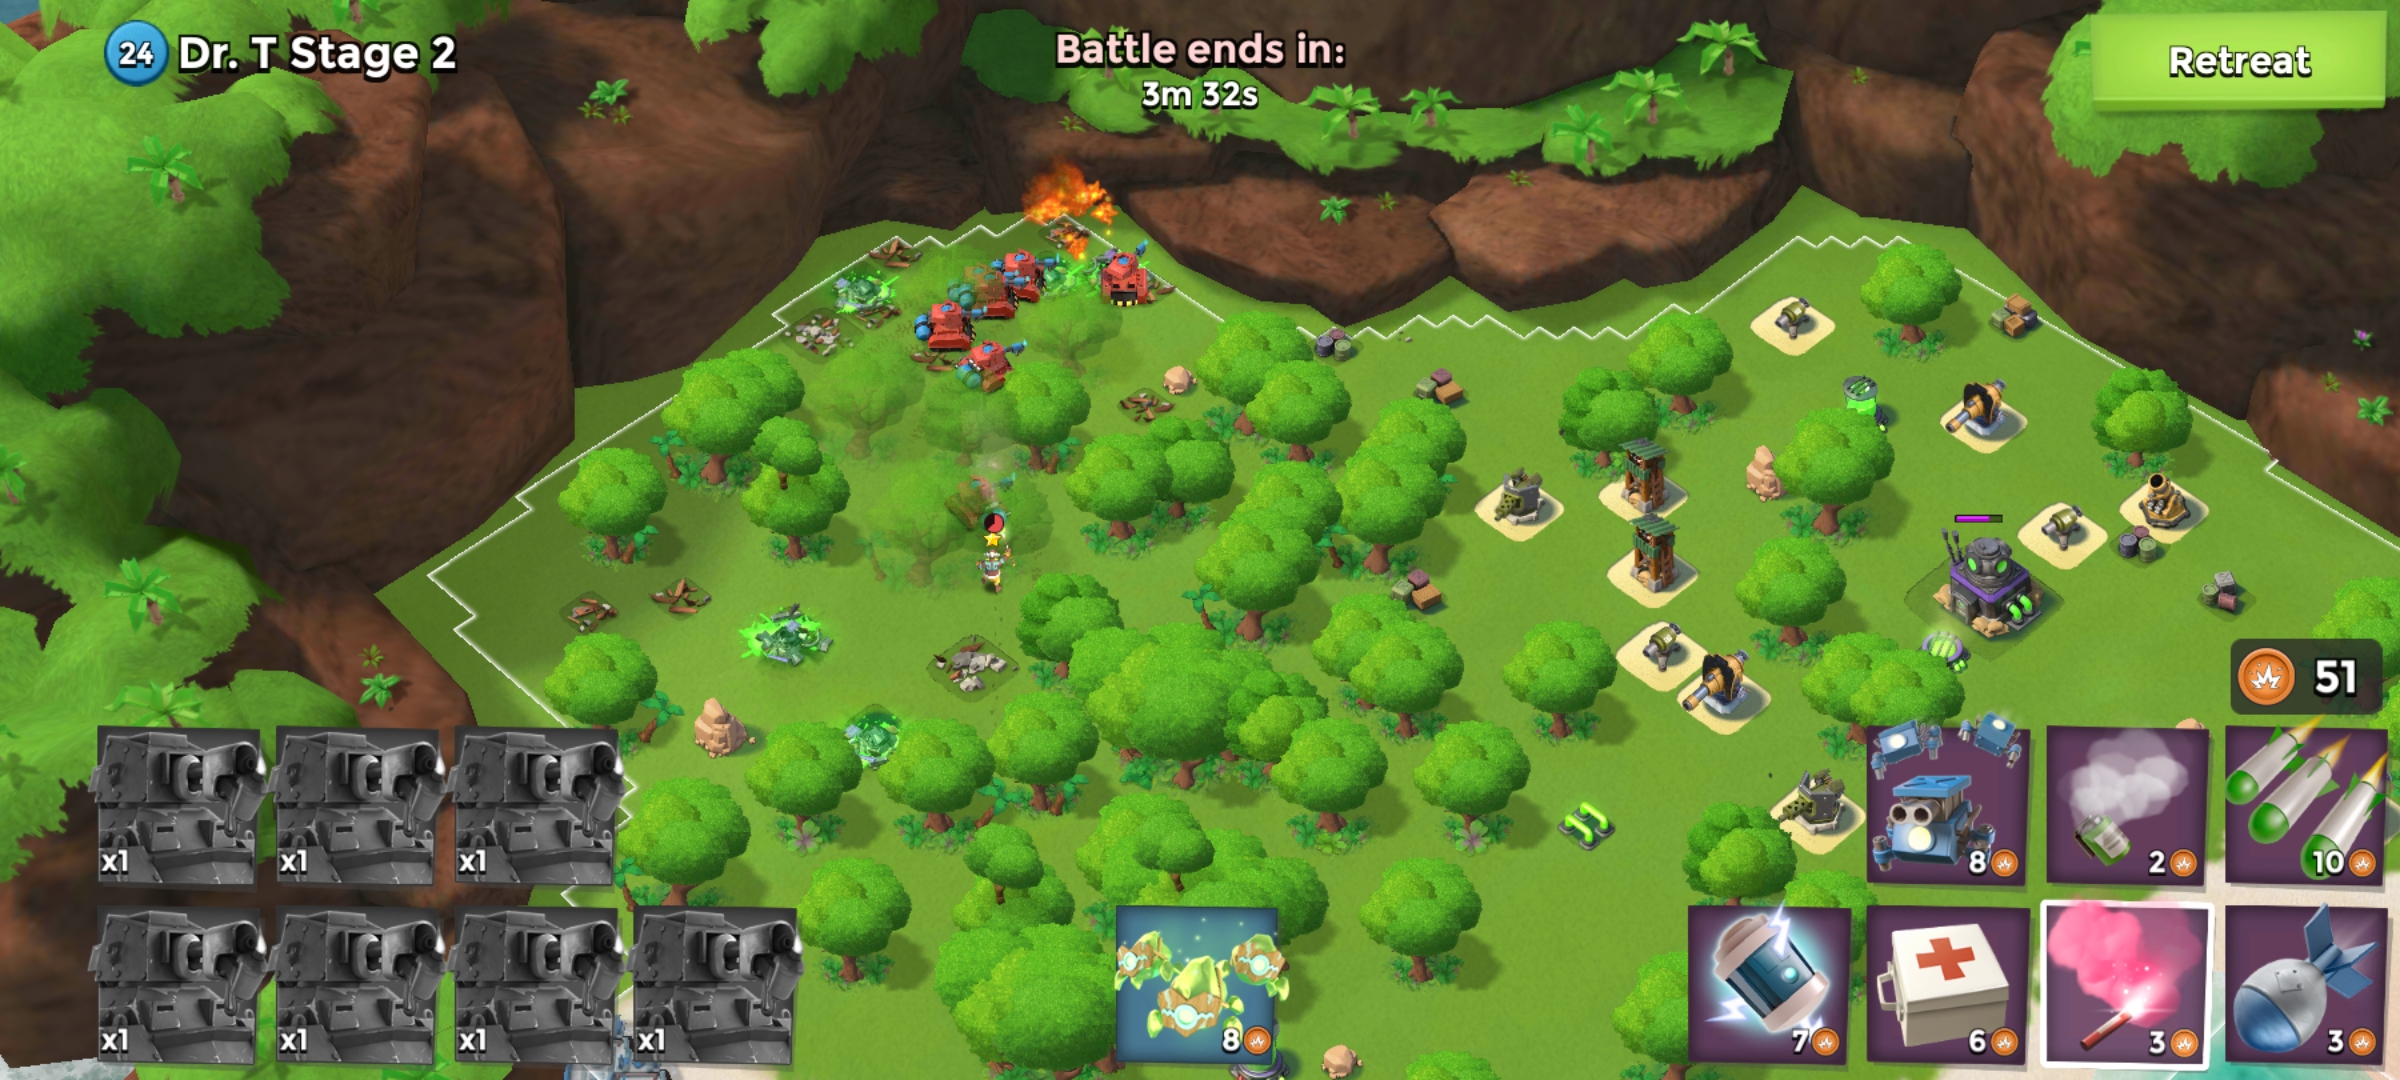 24 Dr. T Stage 2
Battle ends in:
3m 32s
Retreat
51
x1
x1
x1
8
2
10
x1
x1
x1
x1
8
7
6
3
3